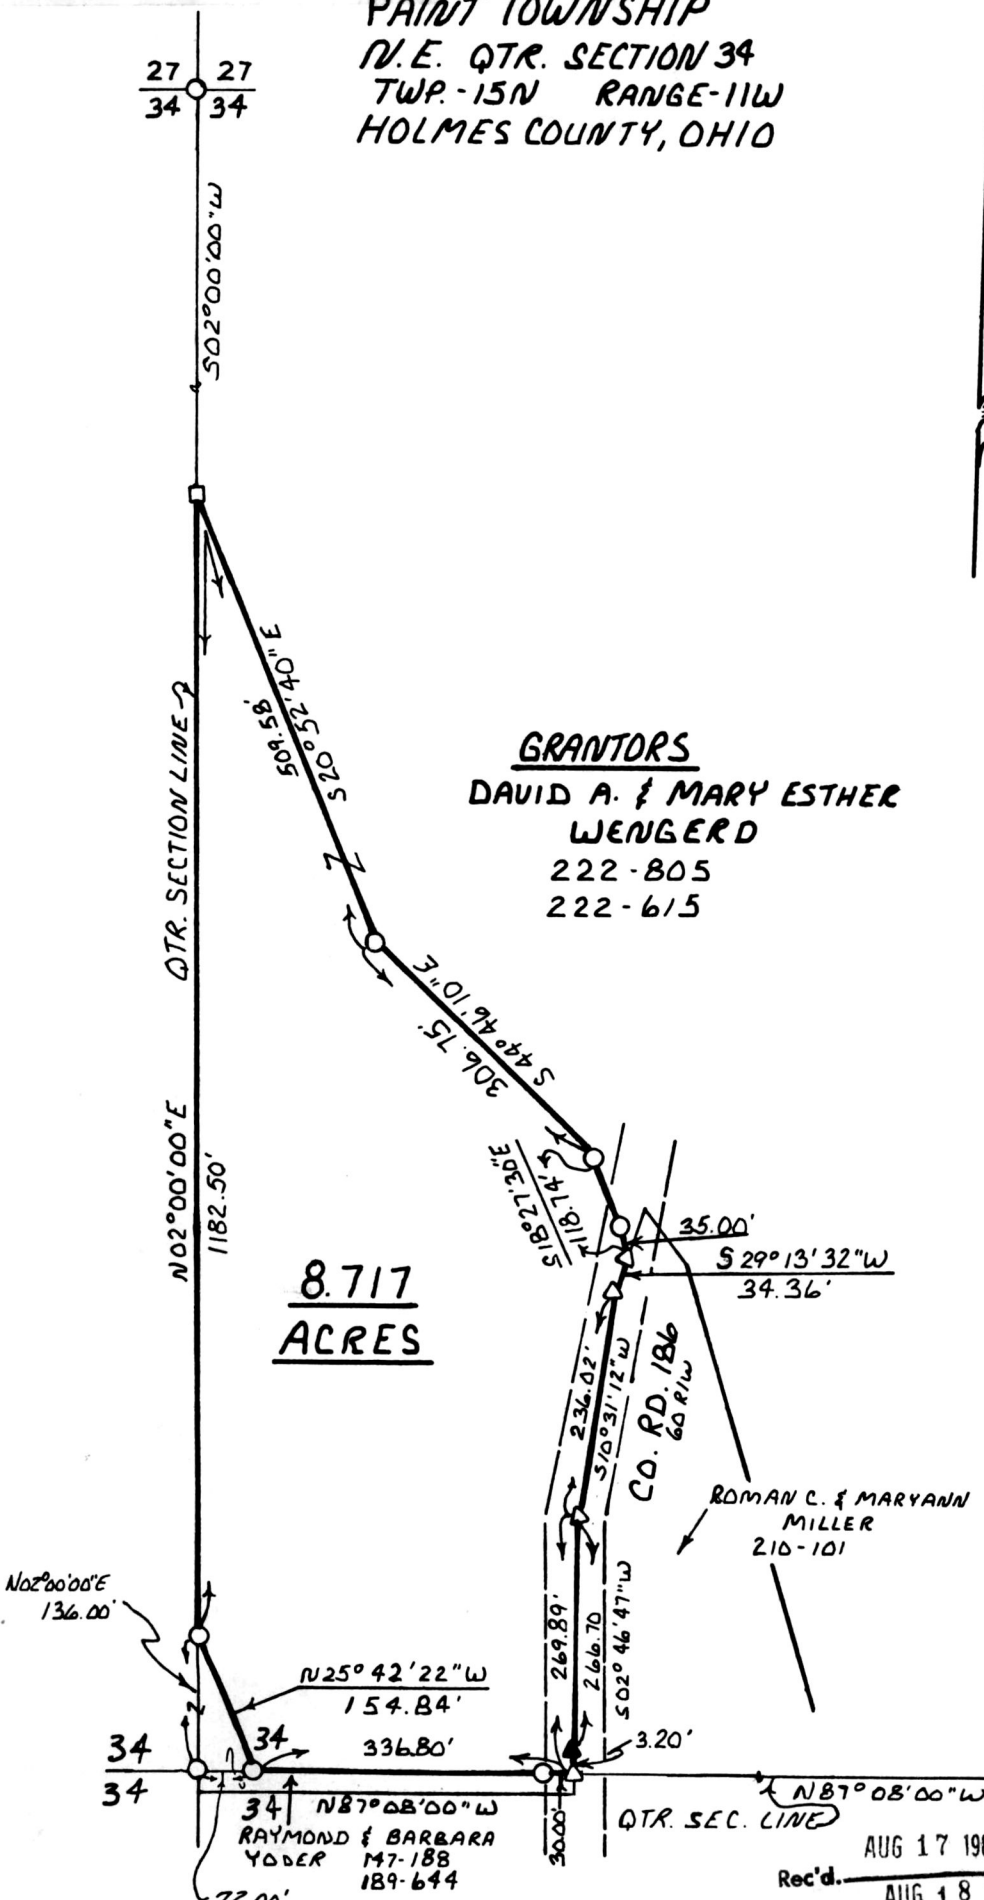 PAINT TOWNSHIP
N.E. QTR. SECTION 34
TWP.-15N RANGE-11W
HOLMES COUNTY, OHIO
27 27
34 34
S02°00'00"W
S20°52'40"E
509.58'
QTR. SECTION LINE
GRANTORS
DAVID A. & MARY ESTHER
WENGERD
222-805
222-615
S44°46'10"E
306.75'
N02°00'00"E
1182.50'
S18°27'30"E
118.74'
35.00'
S29°13'32"W
34.36'
8.717
ACRES
236.02'
S10°31'12"W
CO. RD. 186
60 R/W
ROMAN C. & MARYANN
MILLER
210-101
N02°00'00"E
136.00'
269.89'
266.70
S02°46'47"W
N25°42'22"W
154.84'
34
34
336.80'
3.20'
34
34
N87°08'00"W
30.00'
N87°08'00"W
QTR. SEC. LINE
RAYMOND & BARBARA
YODER 147-188
189-644
AUG 17
Rec'd.
AUG 18